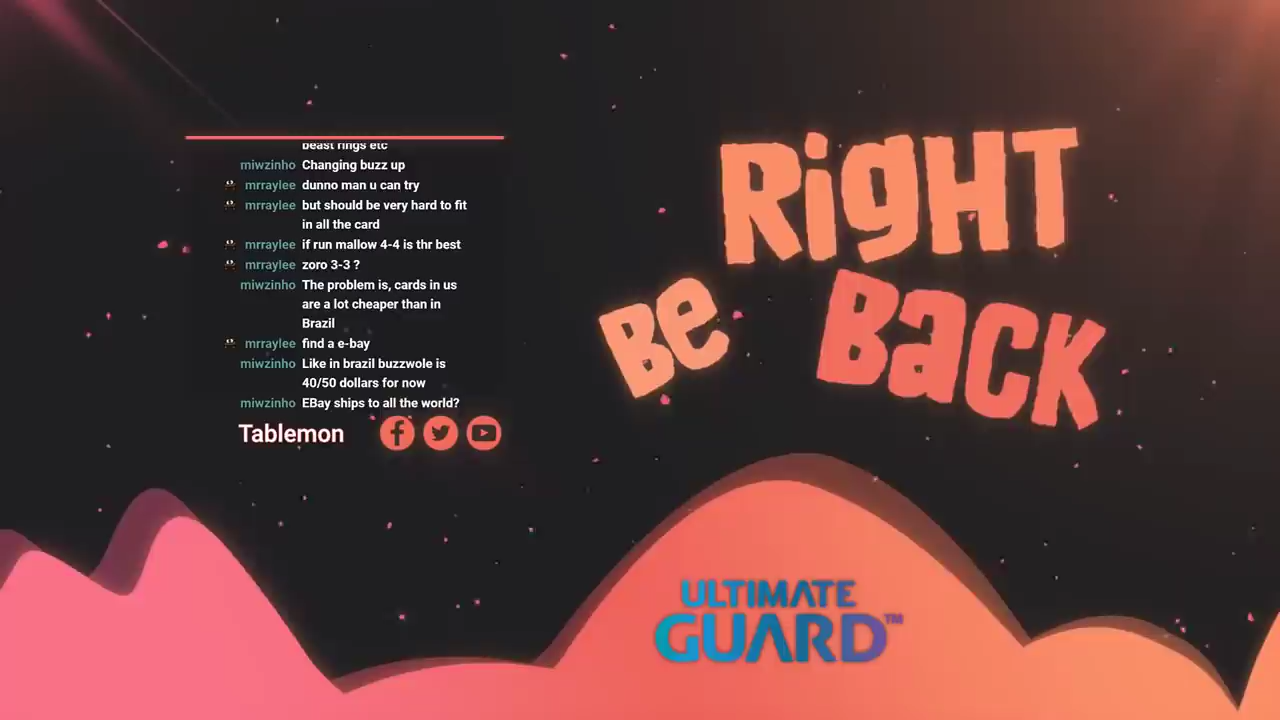 beast rings etc
miwzinho Changing buzz up
mrraylee dunno man u can try
mrraylee but should be very hard to fit
in all the card
mrraylee if run mallow 4-4 is thr best
mrraylee zoro 3-3 ?
miwzinho The problem is, cards in us
are a lot cheaper than in
Brazil
mrraylee find a e-bay
miwzinho Like in brazil buzzwole is
40/50 dollars for now
miwzinho EBay ships to all the world?
Tablemon
Be
RigHT
BacK
ULTIMATE
GUARD™